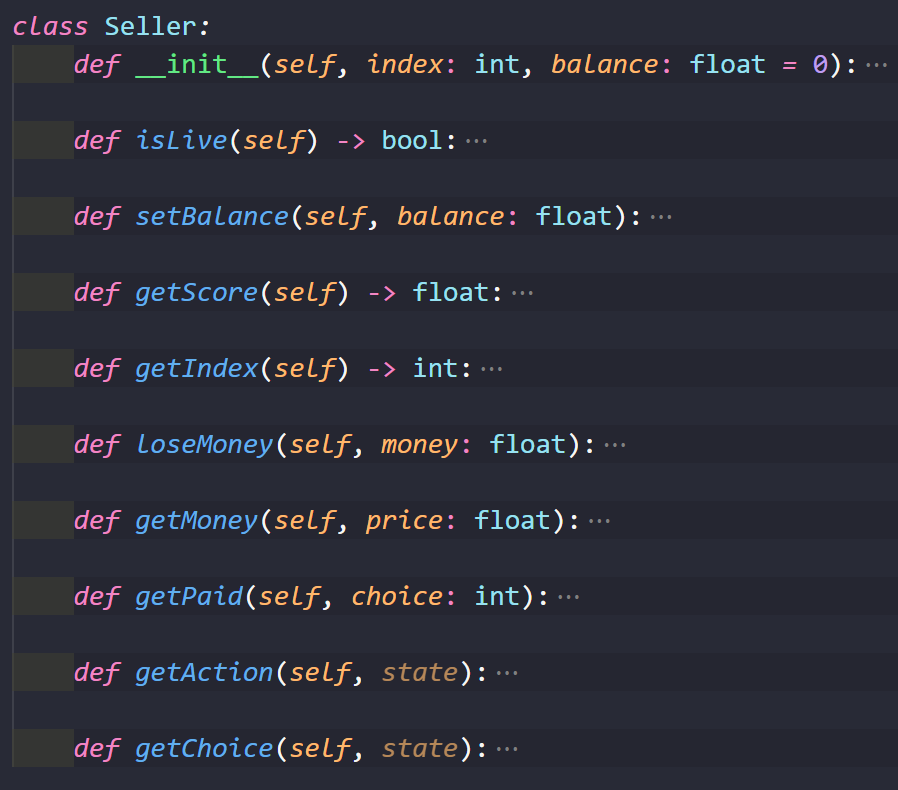 class Seller:
    def __init__(self, index: int, balance: float = 0):···
    def isLive(self) -> bool:···
    def setBalance(self, balance: float):···
    def getScore(self) -> float:···
    def getIndex(self) -> int:···
    def loseMoney(self, money: float):···
    def getMoney(self, price: float):···
    def getPaid(self, choice: int):···
    def getAction(self, state):···
    def getChoice(self, state):···